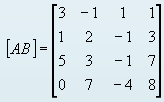 [AB] =
3 -1 1 1
1 2 -1 3
5 3 -1 7
0 7 -4 8